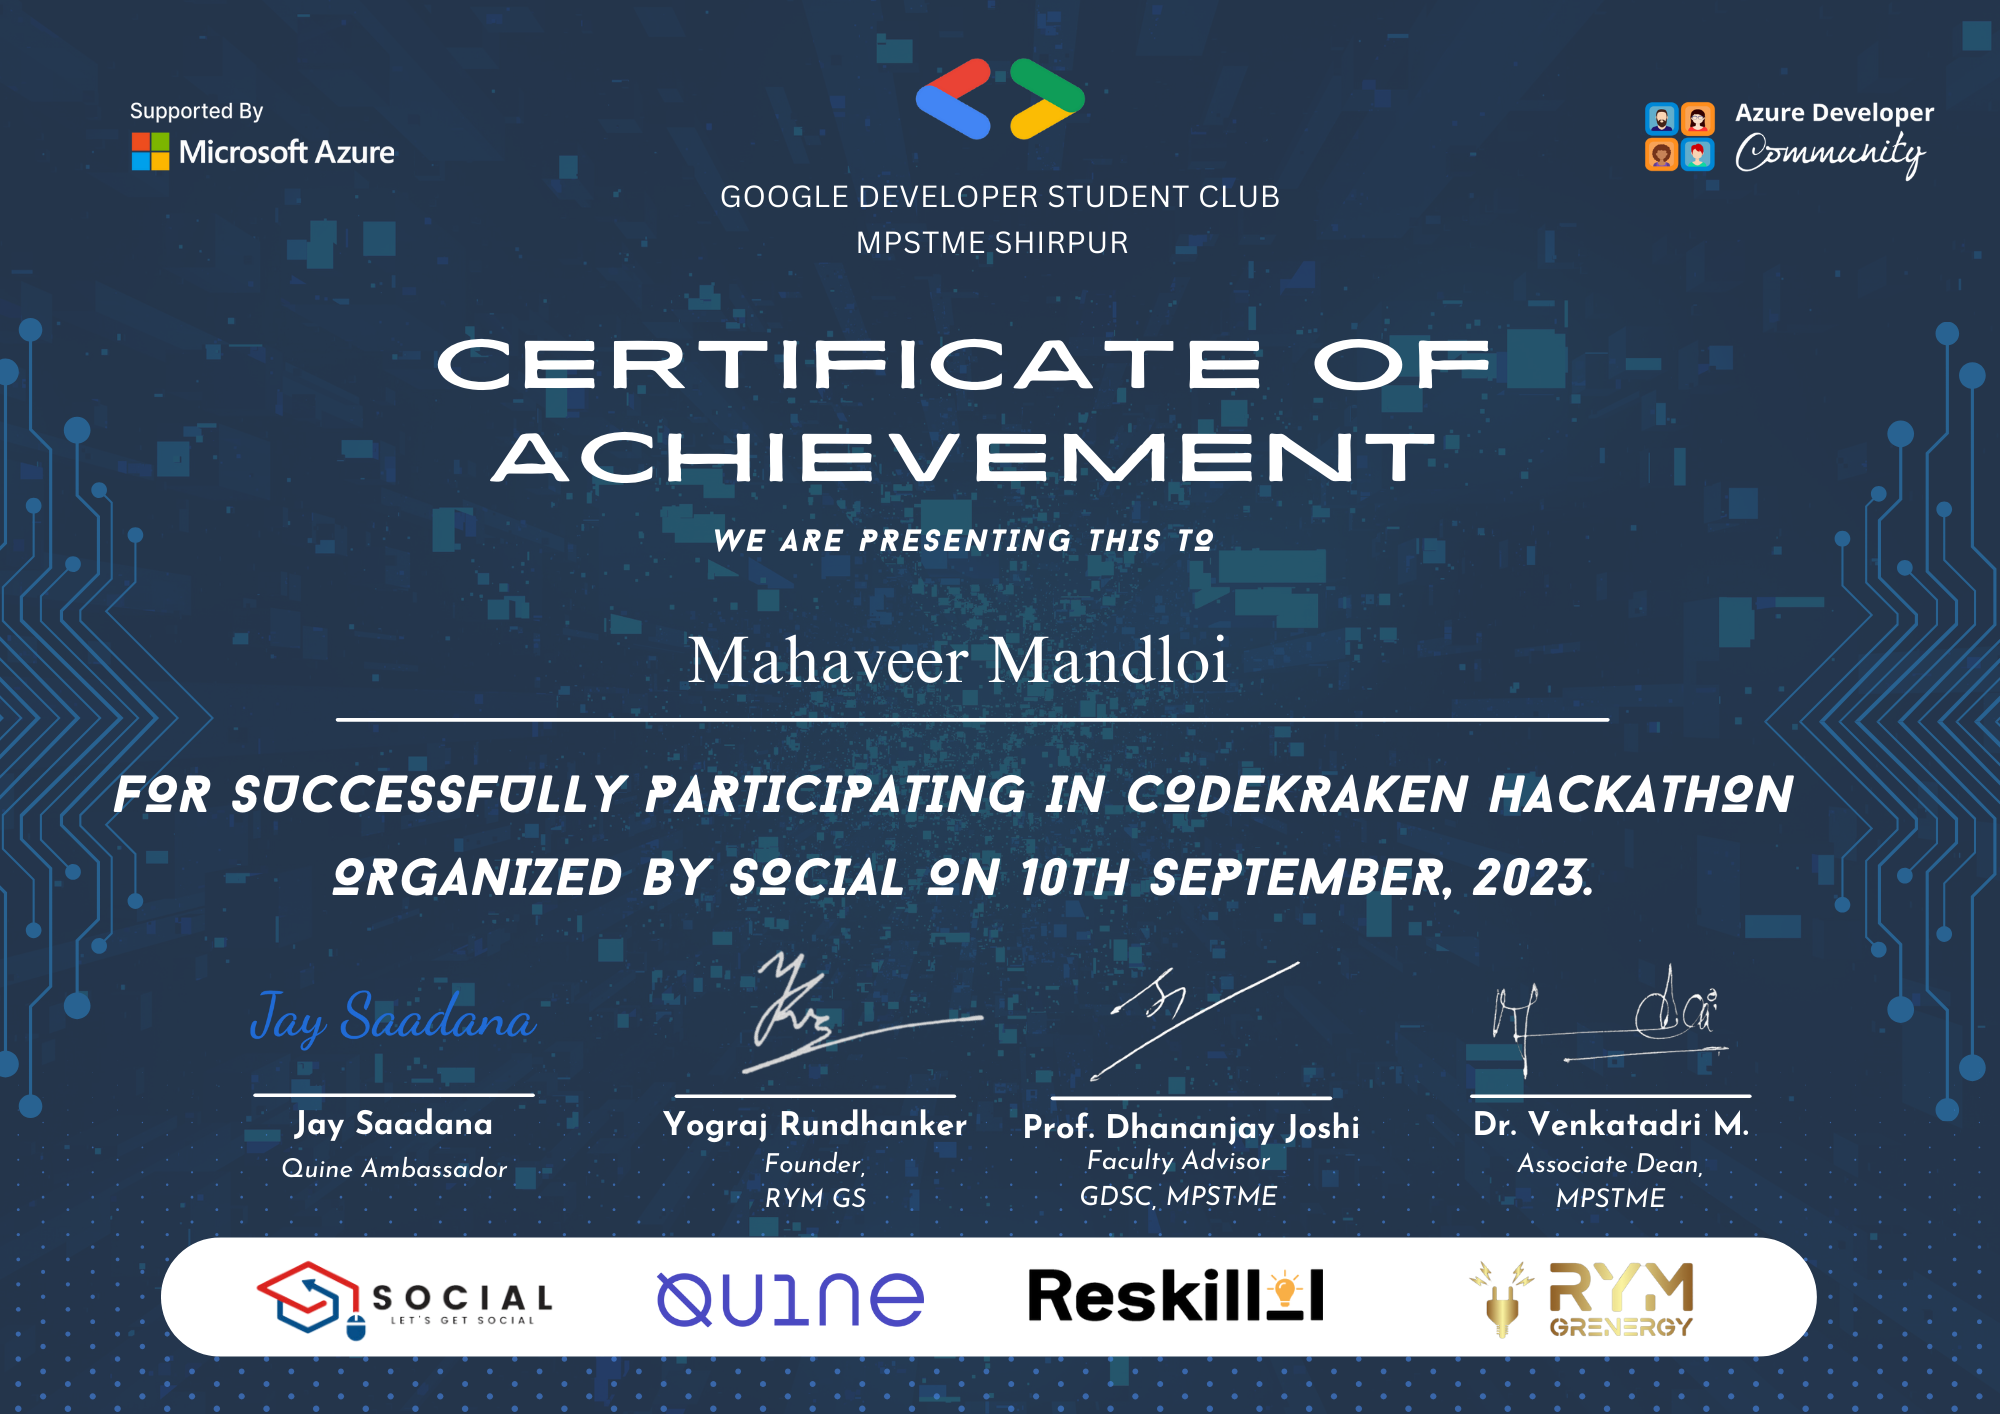 Supported By
Microsoft Azure
Azure Developer
Community
GOOGLE DEVELOPER STUDENT CLUB
MPSTME SHIRPUR
CERTIFICATE OF
ACHIEVEMENT
WE ARE PRESENTING THIS TO
Mahaveer Mandloi
FOR SUCCESSFULLY PARTICIPATING IN CODEKRAKEN HACKATHON
ORGANIZED BY SOCIAL ON 10TH SEPTEMBER, 2023.
Jay Saadana
Jay Saadana
Quine Ambassador
Yograj Rundhanker
Founder,
RYM GS
Prof. Dhananjay Joshi
Faculty Advisor
GDSC, MPSTME
Dr. Venkatadri M.
Associate Dean,
MPSTME
SOCIAL
LET'S GET SOCIAL
QUINE
Reskilll
RYM
GRENERGY